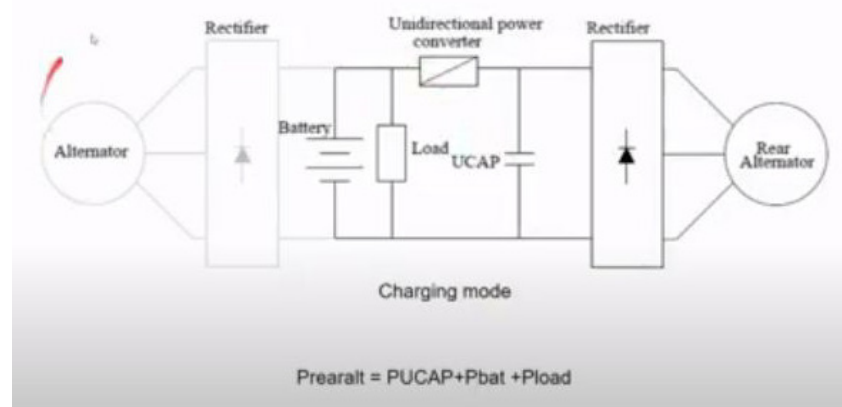 Rectifier
Unidirectional power
converter
Rectifier
Battery
Alternator
Load
UCAP
Rear
Alternator
Charging mode
Prearalt = PUCAP+Pbat +Pload